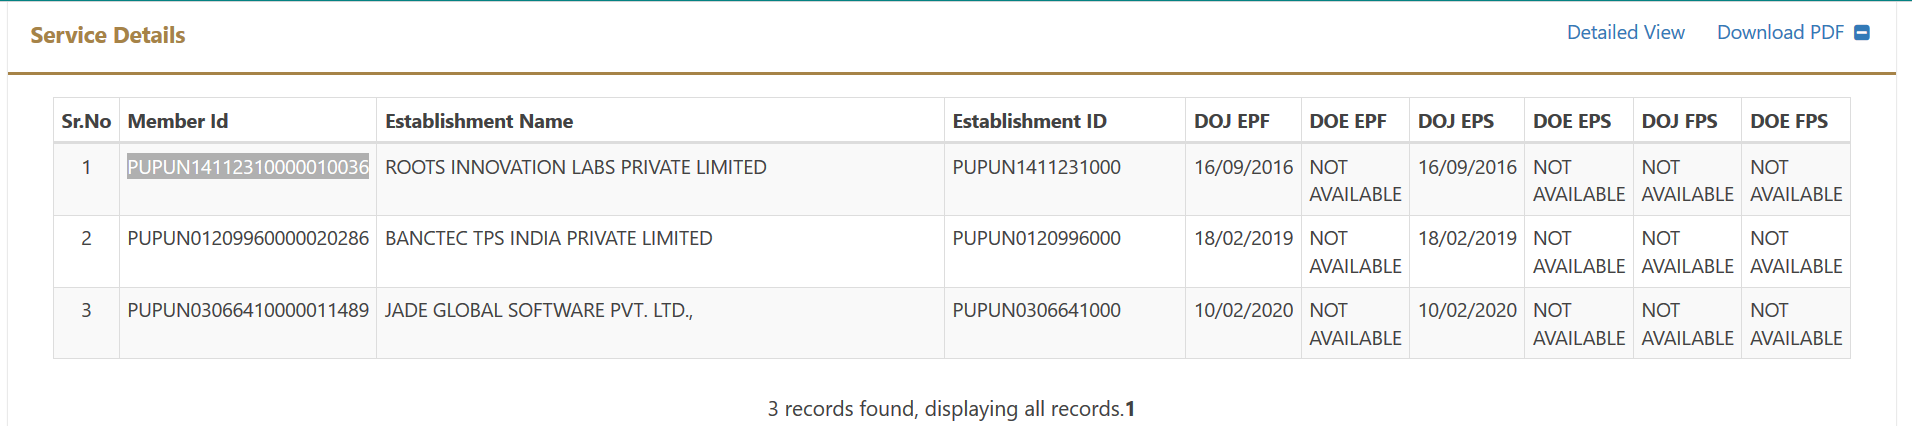 Service Details
Detailed View Download PDF
Sr.No Member Id Establishment Name Establishment ID DOJ EPF DOE EPF DOJ EPS DOE EPS DOJ FPS DOE FPS
1 PUPUN14112310000010036 ROOTS INNOVATION LABS PRIVATE LIMITED PUPUN1411231000 16/09/2016 NOT AVAILABLE 16/09/2016 NOT AVAILABLE NOT AVAILABLE NOT AVAILABLE
2 PUPUN01209960000020286 BANCTEC TPS INDIA PRIVATE LIMITED PUPUN0120996000 18/02/2019 NOT AVAILABLE 18/02/2019 NOT AVAILABLE NOT AVAILABLE NOT AVAILABLE
3 PUPUN03066410000011489 JADE GLOBAL SOFTWARE PVT. LTD., PUPUN0306641000 10/02/2020 NOT AVAILABLE 10/02/2020 NOT AVAILABLE NOT AVAILABLE NOT AVAILABLE
3 records found, displaying all records.1